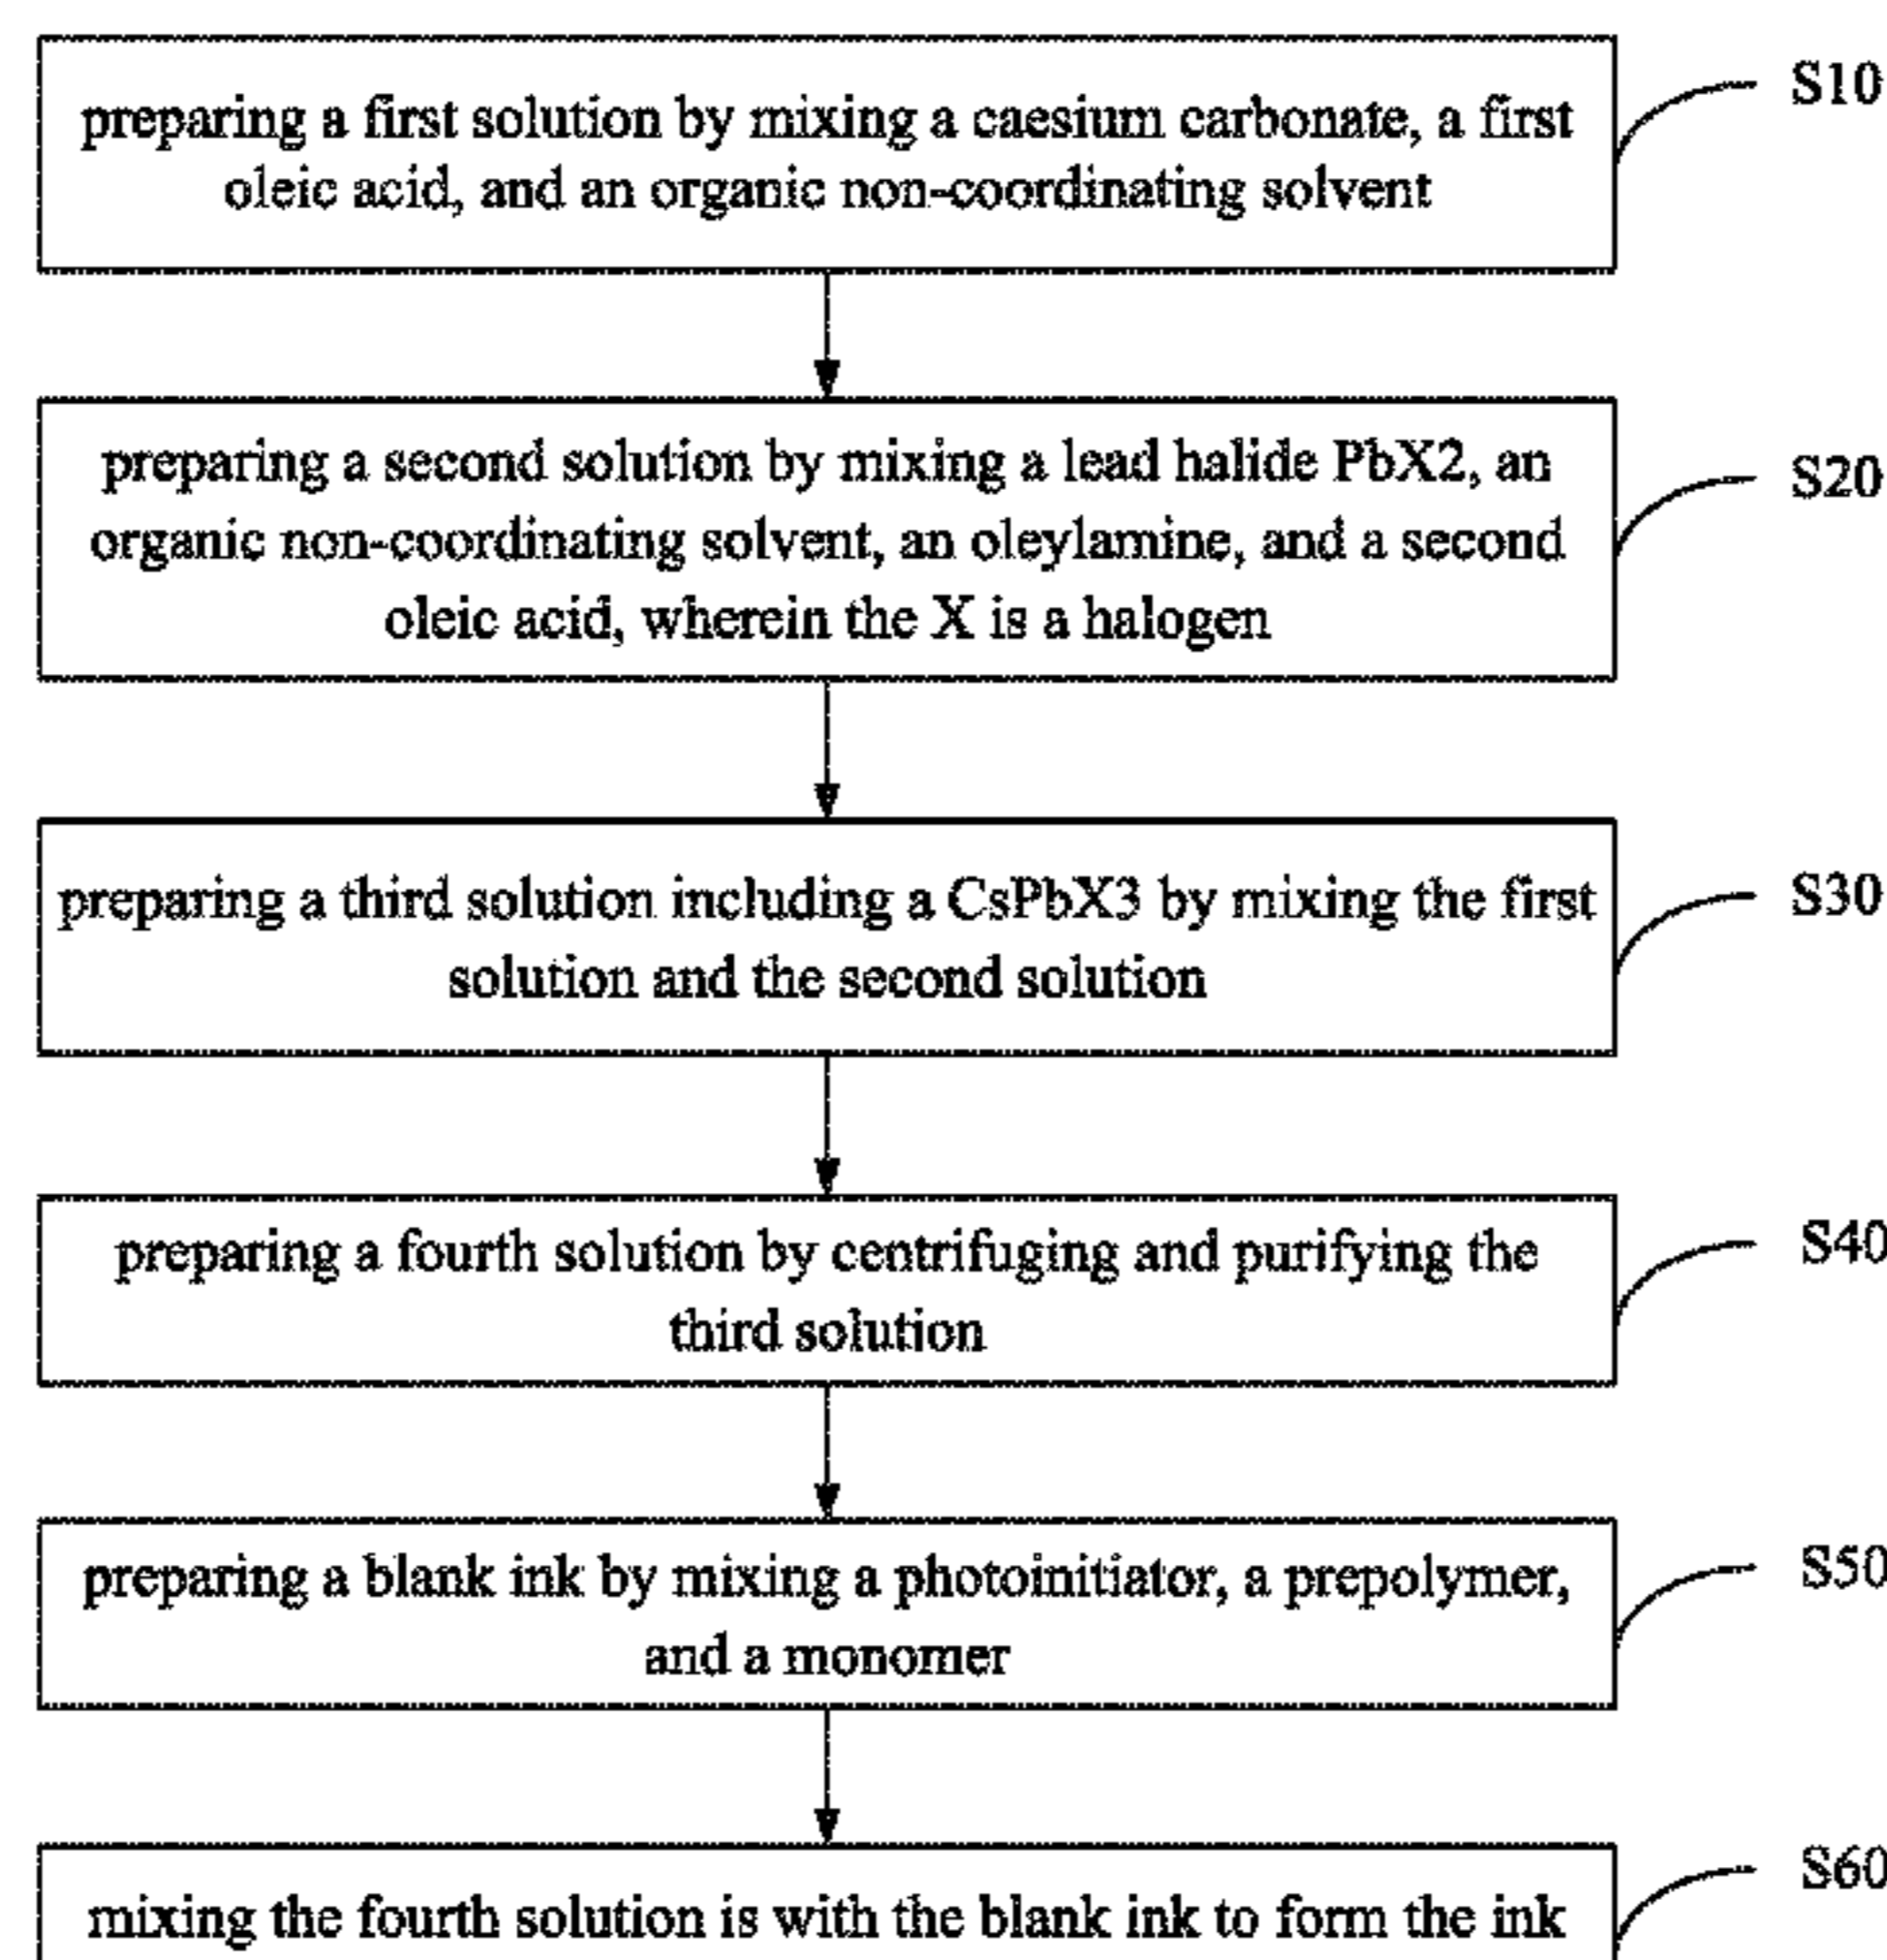 preparing a first solution by mixing a caesium carbonate, a first
oleic acid, and an organic non-coordinating solvent
S10
preparing a second solution by mixing a lead halide PbX2, an
organic non-coordinating solvent, an oleylamine, and a second
oleic acid, wherein the X is a halogen
S20
preparing a third solution including a CsPbX3 by mixing the first
solution and the second solution
S30
preparing a fourth solution by centrifuging and purifying the
third solution
S40
preparing a blank ink by mixing a photoinitiator, a prepolymer,
and a monomer
S50
mixing the fourth solution is with the blank ink to form the ink
S60